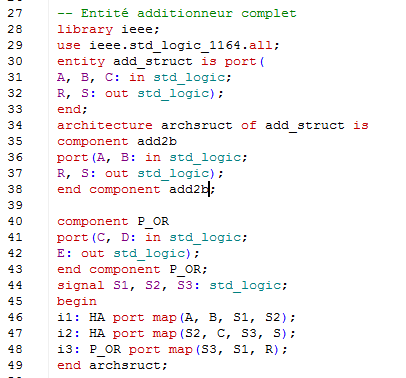 27 -- Entité additionneur complet
28 library ieee;
29 use ieee.std_logic_1164.all;
30 entity add_struct is port(
31 A, B, C: in std_logic;
32 R, S: out std_logic);
33 end;
34 architecture archsruct of add_struct is
35 component add2b
36 port(A, B: in std_logic;
37 R, S: out std_logic);
38 end component add2b;
39
40 component P_OR
41 port(C, D: in std_logic;
42 E: out std_logic);
43 end component P_OR;
44 signal S1, S2, S3: std_logic;
45 begin
46 i1: HA port map(A, B, S1, S2);
47 i2: HA port map(S2, C, S3, S);
48 i3: P_OR port map(S3, S1, R);
49 end archsruct;